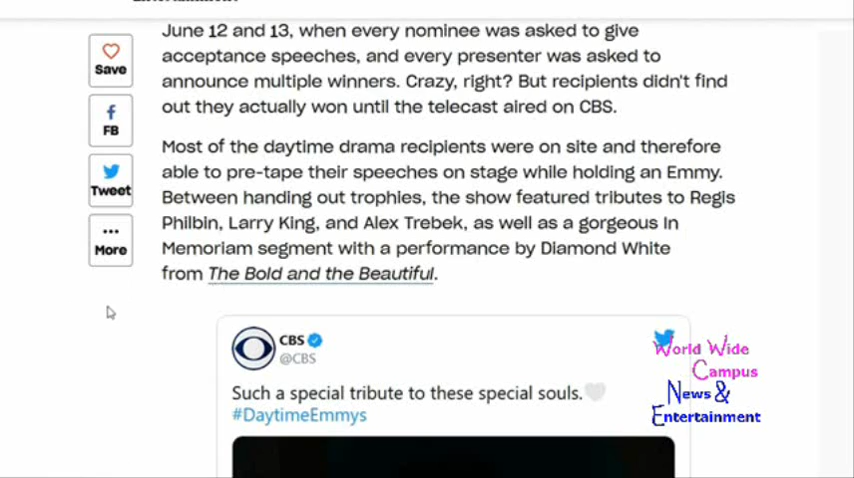 June 12 and 13, when every nominee was asked to give
acceptance speeches, and every presenter was asked to
announce multiple winners. Crazy, right? But recipients didn't find
out they actually won until the telecast aired on CBS.
Most of the daytime drama recipients were on site and therefore
able to pre-tape their speeches on stage while holding an Emmy.
Between handing out trophies, the show featured tributes to Regis
Philbin, Larry King, and Alex Trebek, as well as a gorgeous In
Memoriam segment with a performance by Diamond White
from The Bold and the Beautiful.
Save
FB
Tweet
More
CBS
@CBS
Such a special tribute to these special souls.
#DaytimeEmmys
World Wide
Campus
News &
Entertainment